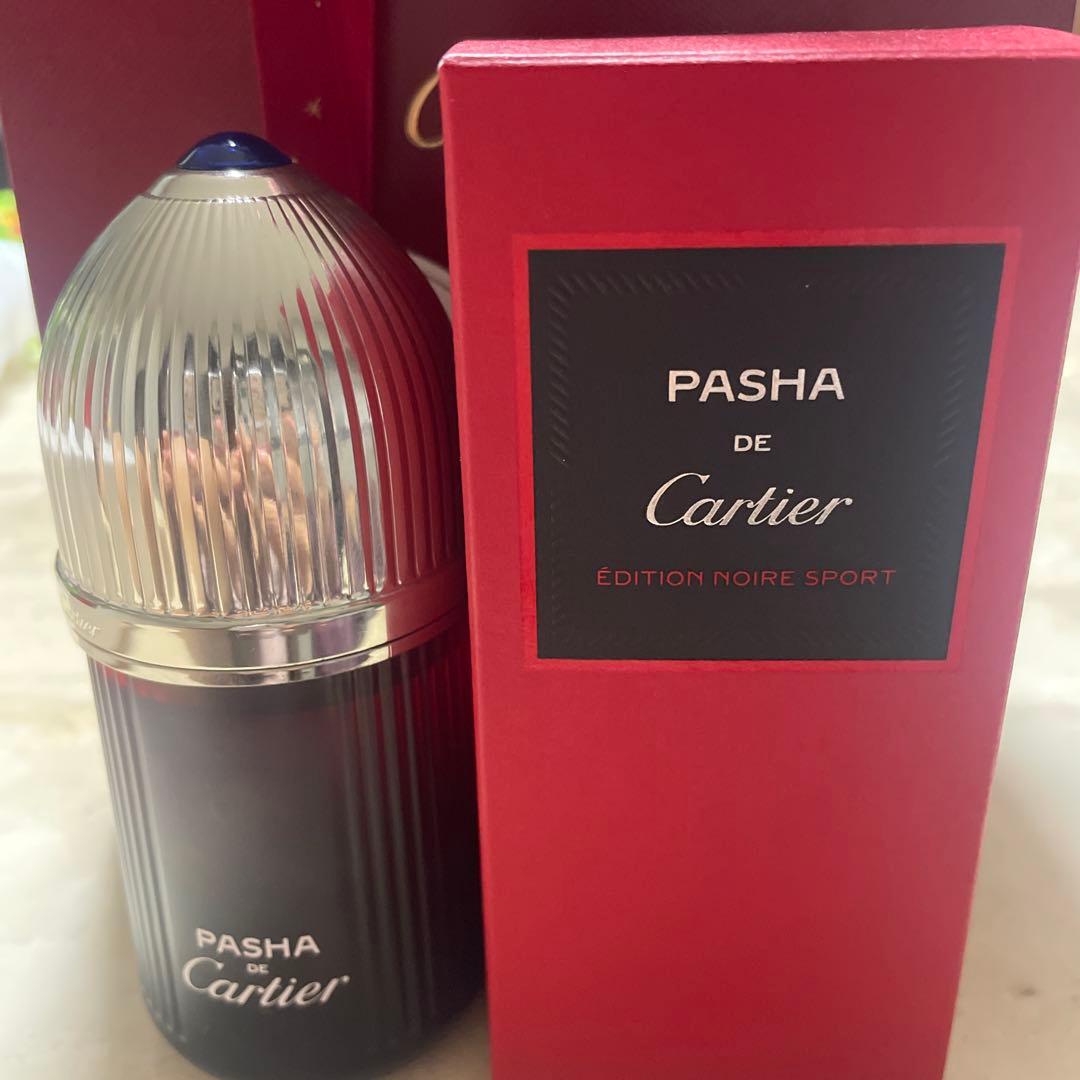 PASHA
DE
Cartier
ÉDITION NOIRE SPORT
PASHA
DE
Cartier